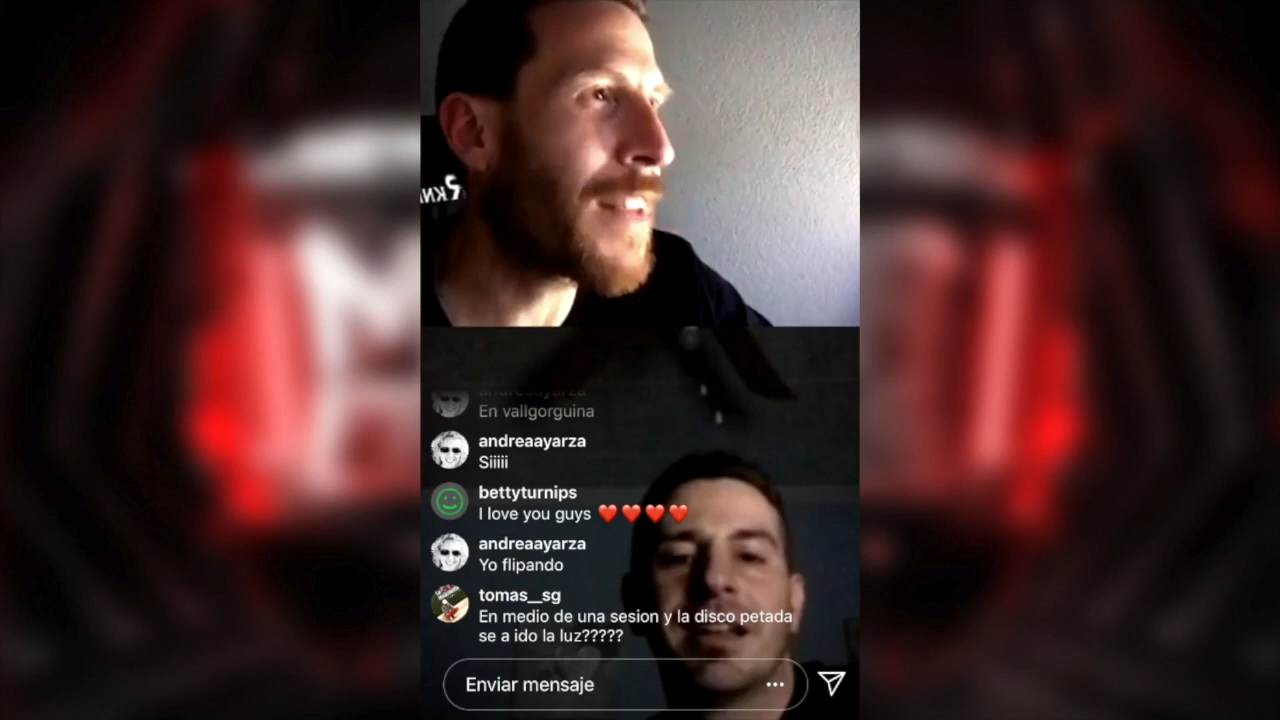 andreaayarza
En vallgorguina
andreaayarza
Siiiii
bettyturnips
I love you guys ❤️❤️❤️❤️
andreaayarza
Yo flipando
tomas__sg
En medio de una sesion y la disco petada
se a ido la luz?????
Enviar mensaje